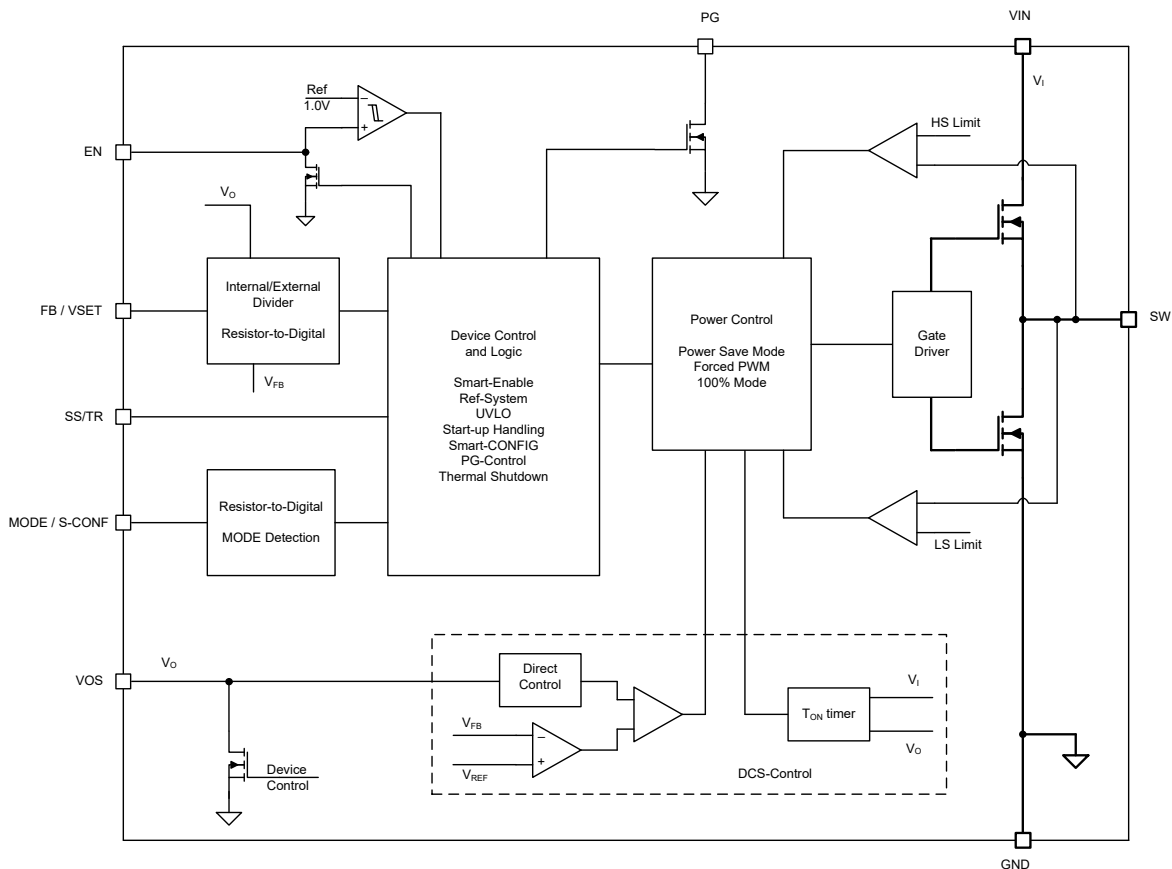 PG
VIN
VI
Ref
1.0V
−
+
EN
HS Limit
VO
Internal/External
Divider
Resistor-to-Digital
FB / VSET
VFB
Device Control
and Logic
Smart-Enable
Ref-System
UVLO
Start-up Handling
Smart-CONFIG
PG-Control
Thermal Shutdown
Power Control
Power Save Mode
Forced PWM
100% Mode
Gate
Driver
SW
SS/TR
MODE / S-CONF
Resistor-to-Digital
MODE Detection
LS Limit
VOS
VO
Direct
Control
VFB
−
VREF
+
TON timer
VI
VO
DCS-Control
Device
Control
GND